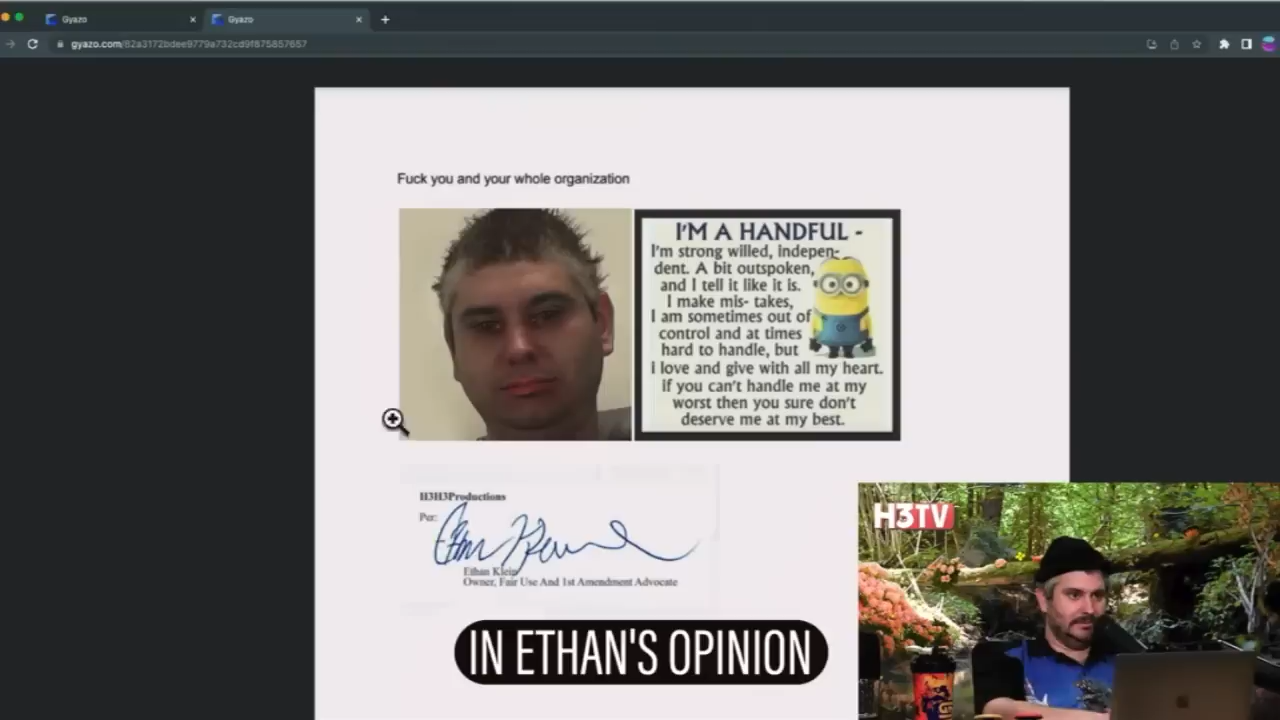 Gyazo
Gyazo
gyazo.com/82a3172bdee9779a732cd9f875857657
Fuck you and your whole organization
I'M A HANDFUL -
I'm strong willed, indepen-
dent. A bit outspoken,
and I tell it like it is.
I make mis- takes,
I am sometimes out of
control and at times
hard to handle, but
I love and give with all my heart.
if you can't handle me at my
worst then you sure don't
deserve me at my best.
H3H3Productions
Per:
Ethan Klein
Owner, Fair Use And 1st Amendment Advocate
H3TV
IN ETHAN'S OPINION